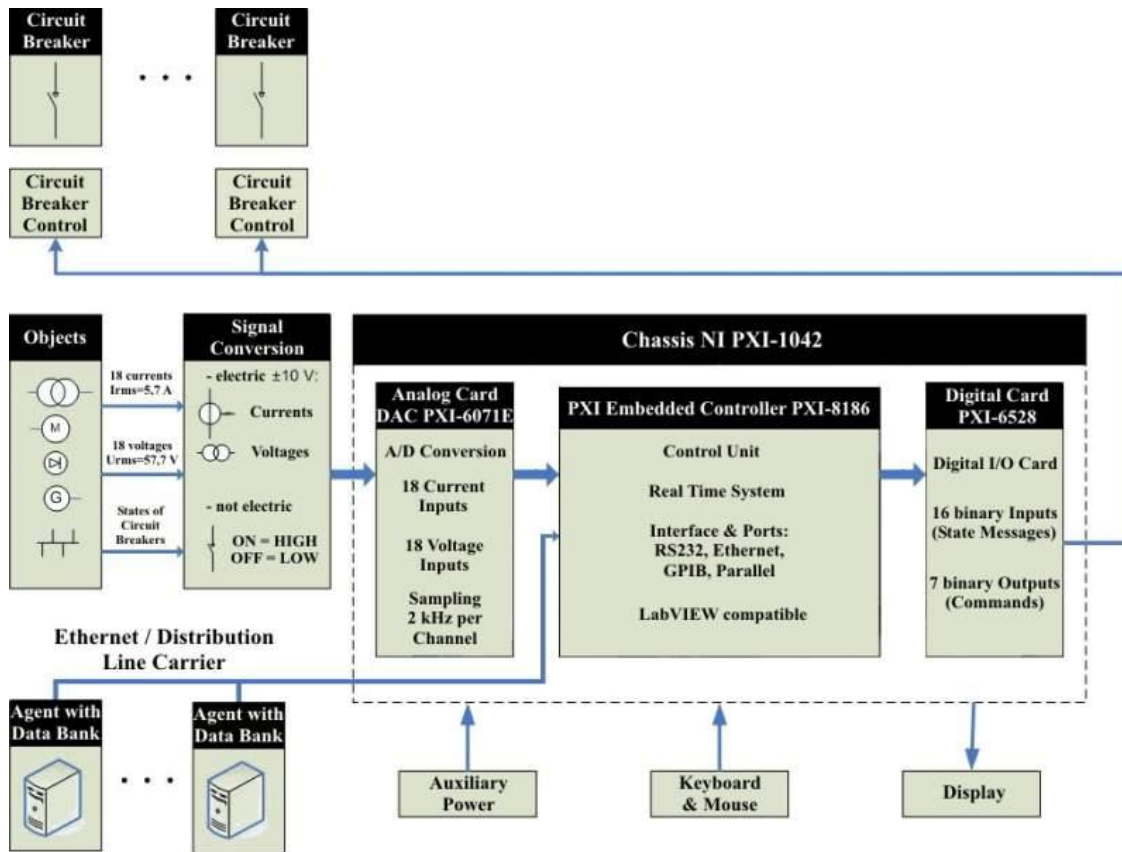 Circuit
Breaker
Circuit
Breaker
. . .
Circuit
Breaker
Control
Circuit
Breaker
Control
Objects
M
G
18 currents
Irms=5,7 A
18 voltages
Urms=57,7 V
States of
Circuit
Breakers
Signal
Conversion
- electric ±10 V:
Currents
Voltages
- not electric
ON = HIGH
OFF = LOW
Chassis NI PXI-1042
Analog Card
DAC PXI-6071E
A/D Conversion
18 Current
Inputs
18 Voltage
Inputs
Sampling
2 kHz per
Channel
PXI Embedded Controller PXI-8186
Control Unit
Real Time System
Interface & Ports:
RS232, Ethernet,
GPIB, Parallel
LabVIEW compatible
Digital Card
PXI-6528
Digital I/O Card
16 binary Inputs
(State Messages)
7 binary Outputs
(Commands)
Ethernet / Distribution
Line Carrier
Agent with
Data Bank
. . .
Agent with
Data Bank
Auxiliary
Power
Keyboard
& Mouse
Display